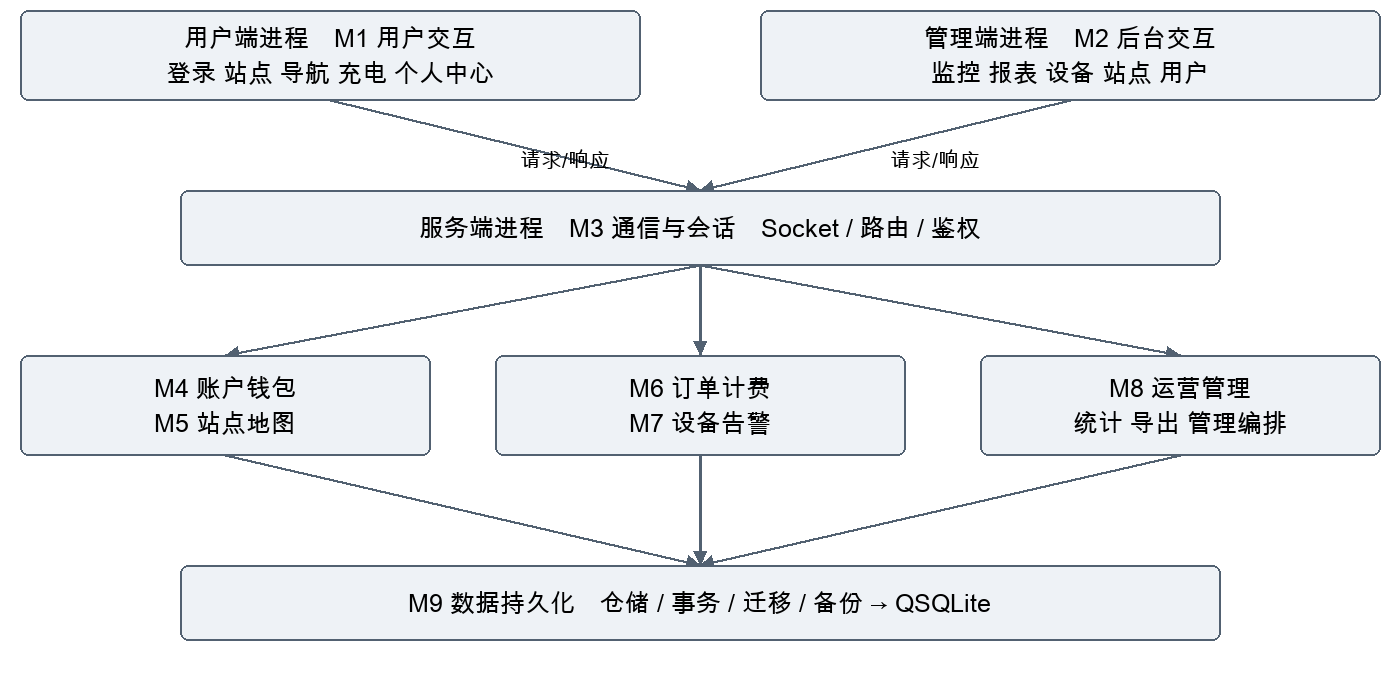 用户端进程　M1 用户交互
登录 站点 导航 充电 个人中心
管理端进程　M2 后台交互
监控 报表 设备 站点 用户
请求/响应
请求/响应
服务端进程　M3 通信与会话　Socket / 路由 / 鉴权
M4 账户钱包
M5 站点地图
M6 订单计费
M7 设备告警
M8 运营管理
统计 导出 管理编排
M9 数据持久化　仓储 / 事务 / 迁移 / 备份 → QSQLite